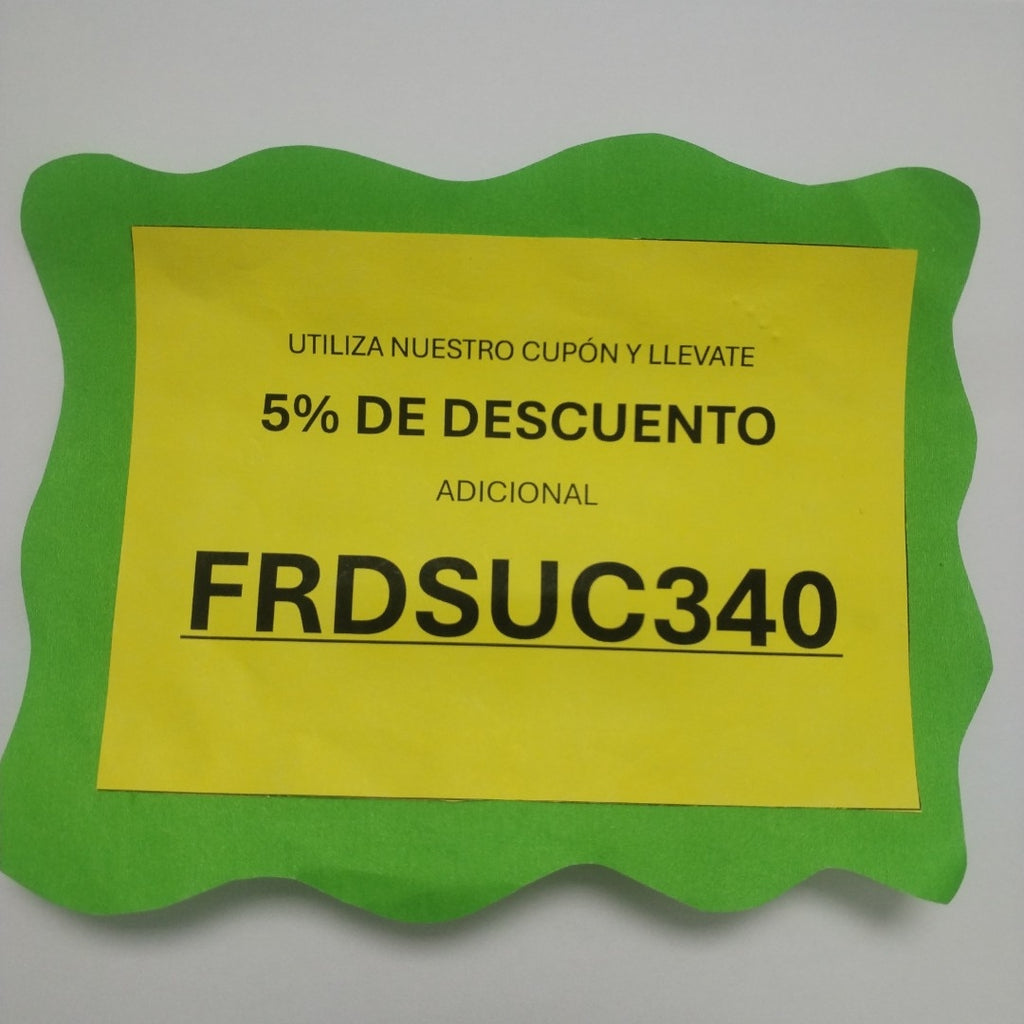 UTILIZA NUESTRO CUPÓN Y LLEVATE
5% DE DESCUENTO
ADICIONAL
FRDSUC340